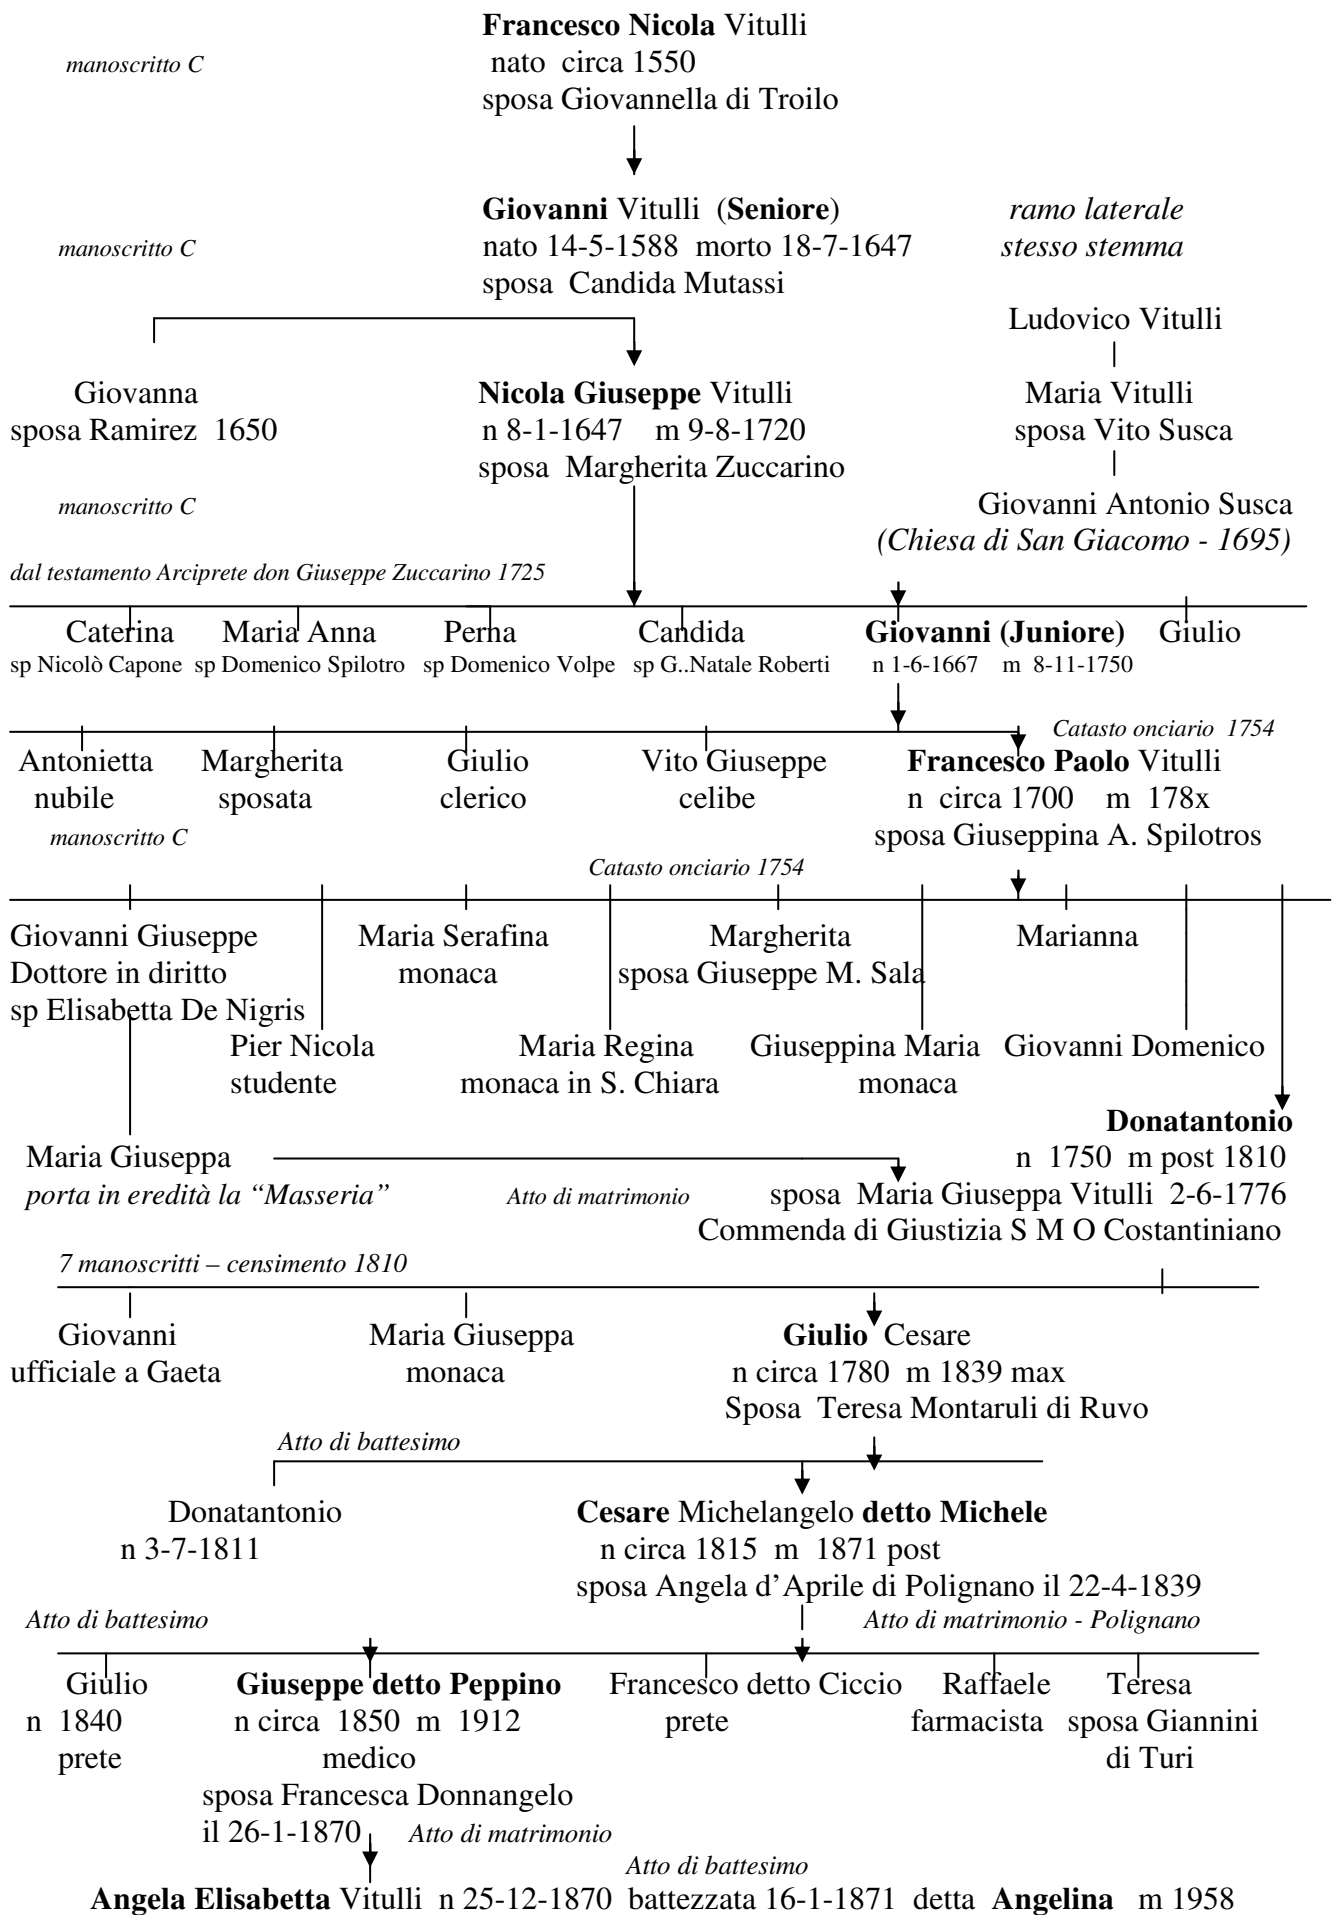 Francesco Nicola Vitulli
manoscritto C
nato circa 1550
sposa Giovannella di Troilo
Giovanni Vitulli (Seniore)
ramo laterale
manoscritto C
nato 14-5-1588 morto 18-7-1647
stesso stemma
sposa Candida Mutassi
Ludovico Vitulli
Giovanna
Nicola Giuseppe Vitulli
Maria Vitulli
sposa Ramirez 1650
n 8-1-1647 m 9-8-1720
sposa Vito Susca
sposa Margherita Zuccarino
manoscritto C
Giovanni Antonio Susca
(Chiesa di San Giacomo - 1695)
dal testamento Arciprete don Giuseppe Zuccarino 1725
Caterina Maria Anna Perna Candida Giovanni (Juniore) Giulio
sp Nicolò Capone sp Domenico Spilotro sp Domenico Volpe sp G..Natale Roberti n 1-6-1667 m 8-11-1750
Catasto onciario 1754
Antonietta Margherita Giulio Vito Giuseppe Francesco Paolo Vitulli
nubile sposata clerico celibe n circa 1700 m 178x
manoscritto C
sposa Giuseppina A. Spilotros
Catasto onciario 1754
Giovanni Giuseppe Maria Serafina Margherita Marianna
Dottore in diritto monaca sposa Giuseppe M. Sala
sp Elisabetta De Nigris
Pier Nicola Maria Regina Giuseppina Maria Giovanni Domenico
studente monaca in S. Chiara monaca
Donatantonio
Maria Giuseppa
n 1750 m post 1810
porta in eredità la “Masseria”
Atto di matrimonio
sposa Maria Giuseppa Vitulli 2-6-1776
Commenda di Giustizia S M O Costantiniano
7 manoscritti – censimento 1810
Giovanni Maria Giuseppa Giulio Cesare
ufficiale a Gaeta monaca n circa 1780 m 1839 max
Sposa Teresa Montaruli di Ruvo
Atto di battesimo
Donatantonio Cesare Michelangelo detto Michele
n 3-7-1811 n circa 1815 m 1871 post
sposa Angela d’Aprile di Polignano il 22-4-1839
Atto di battesimo
Atto di matrimonio - Polignano
Giulio Giuseppe detto Peppino Francesco detto Ciccio Raffaele Teresa
n 1840 n circa 1850 m 1912 prete farmacista sposa Giannini
prete medico di Turi
sposa Francesca Donnangelo
il 26-1-1870 Atto di matrimonio
Atto di battesimo
Angela Elisabetta Vitulli n 25-12-1870 battezzata 16-1-1871 detta Angelina m 1958